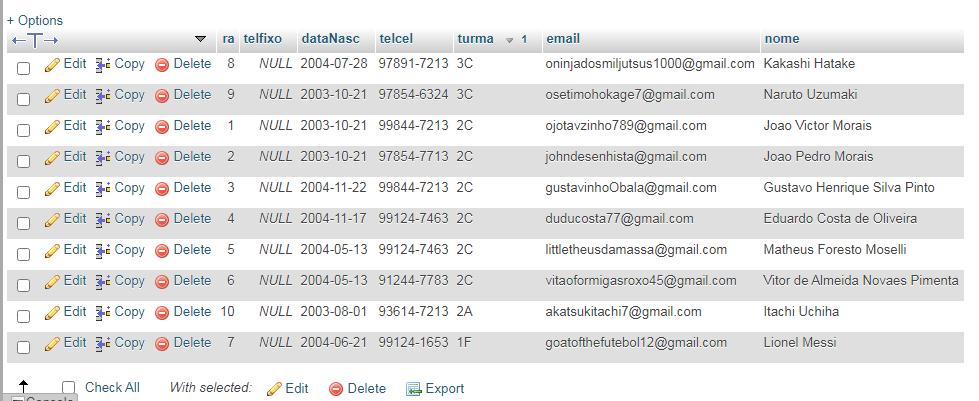 + Options
←T→ ra telfixo dataNasc telcel turma 1 email nome
Edit Copy Delete 8 NULL 2004-07-28 97891-7213 3C oninjadosmiljutsus1000@gmail.com Kakashi Hatake
Edit Copy Delete 9 NULL 2003-10-21 97854-6324 3C osetimohokage7@gmail.com Naruto Uzumaki
Edit Copy Delete 1 NULL 2003-10-21 99844-7213 2C ojotavzinho789@gmail.com Joao Victor Morais
Edit Copy Delete 2 NULL 2003-10-21 97854-7713 2C johndesenhista@gmail.com Joao Pedro Morais
Edit Copy Delete 3 NULL 2004-11-22 99844-7213 2C gustavinhoObala@gmail.com Gustavo Henrique Silva Pinto
Edit Copy Delete 4 NULL 2004-11-17 99124-7463 2C duducosta77@gmail.com Eduardo Costa de Oliveira
Edit Copy Delete 5 NULL 2004-05-13 99124-7463 2C littletheusdamassa@gmail.com Matheus Foresto Moselli
Edit Copy Delete 6 NULL 2004-05-13 91244-7783 2C vitaoformigasroxo45@gmail.com Vitor de Almeida Novaes Pimenta
Edit Copy Delete 10 NULL 2003-08-01 93614-7213 2A akatsukitachi7@gmail.com Itachi Uchiha
Edit Copy Delete 7 NULL 2004-06-21 99124-1653 1F goatofthefutebol12@gmail.com Lionel Messi
Check All With selected: Edit Delete Export
Console